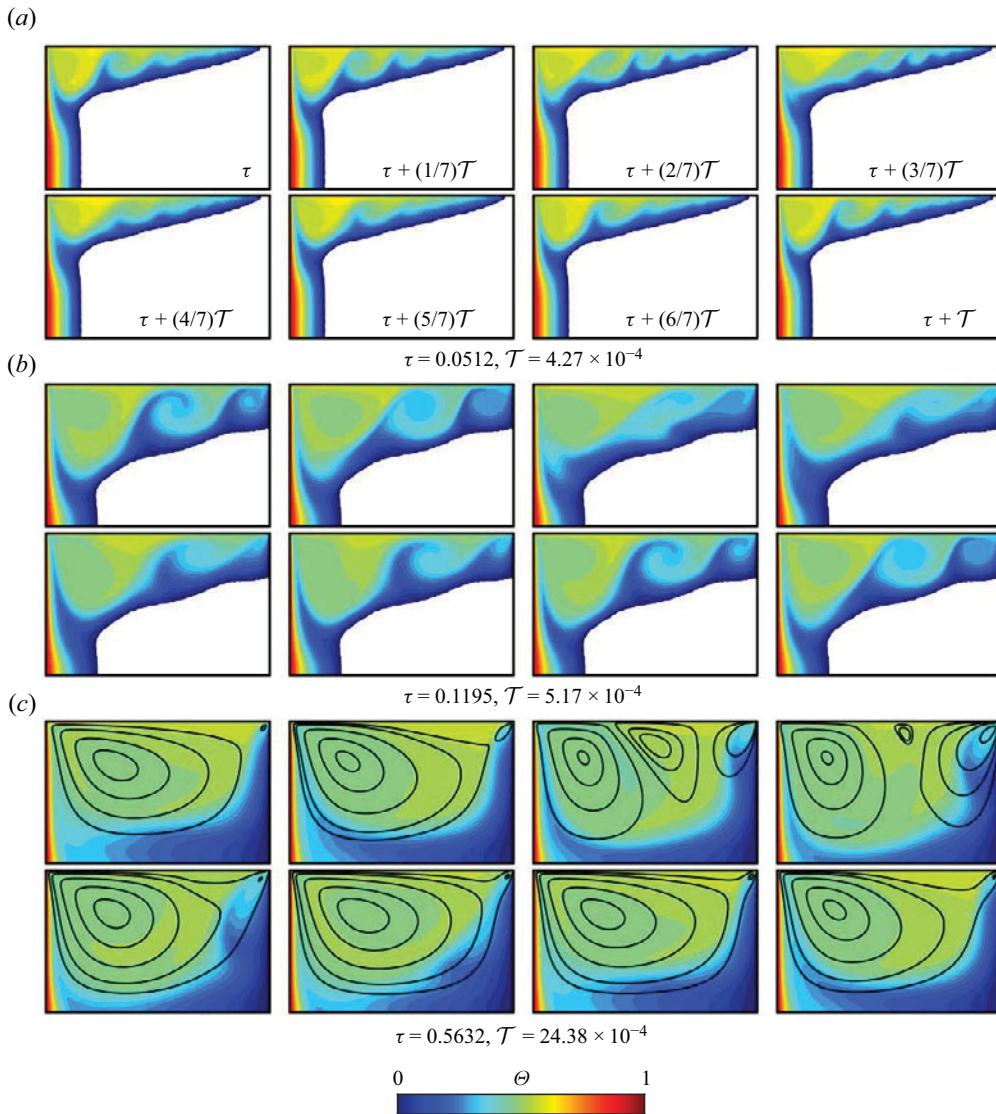 (a)
τ
τ + (1/7)𝒯
τ + (2/7)𝒯
τ + (3/7)𝒯
τ + (4/7)𝒯
τ + (5/7)𝒯
τ + (6/7)𝒯
τ + 𝒯
τ = 0.0512, 𝒯 = 4.27 × 10⁻⁴
(b)
τ = 0.1195, 𝒯 = 5.17 × 10⁻⁴
(c)
τ = 0.5632, 𝒯 = 24.38 × 10⁻⁴
0 Θ 1